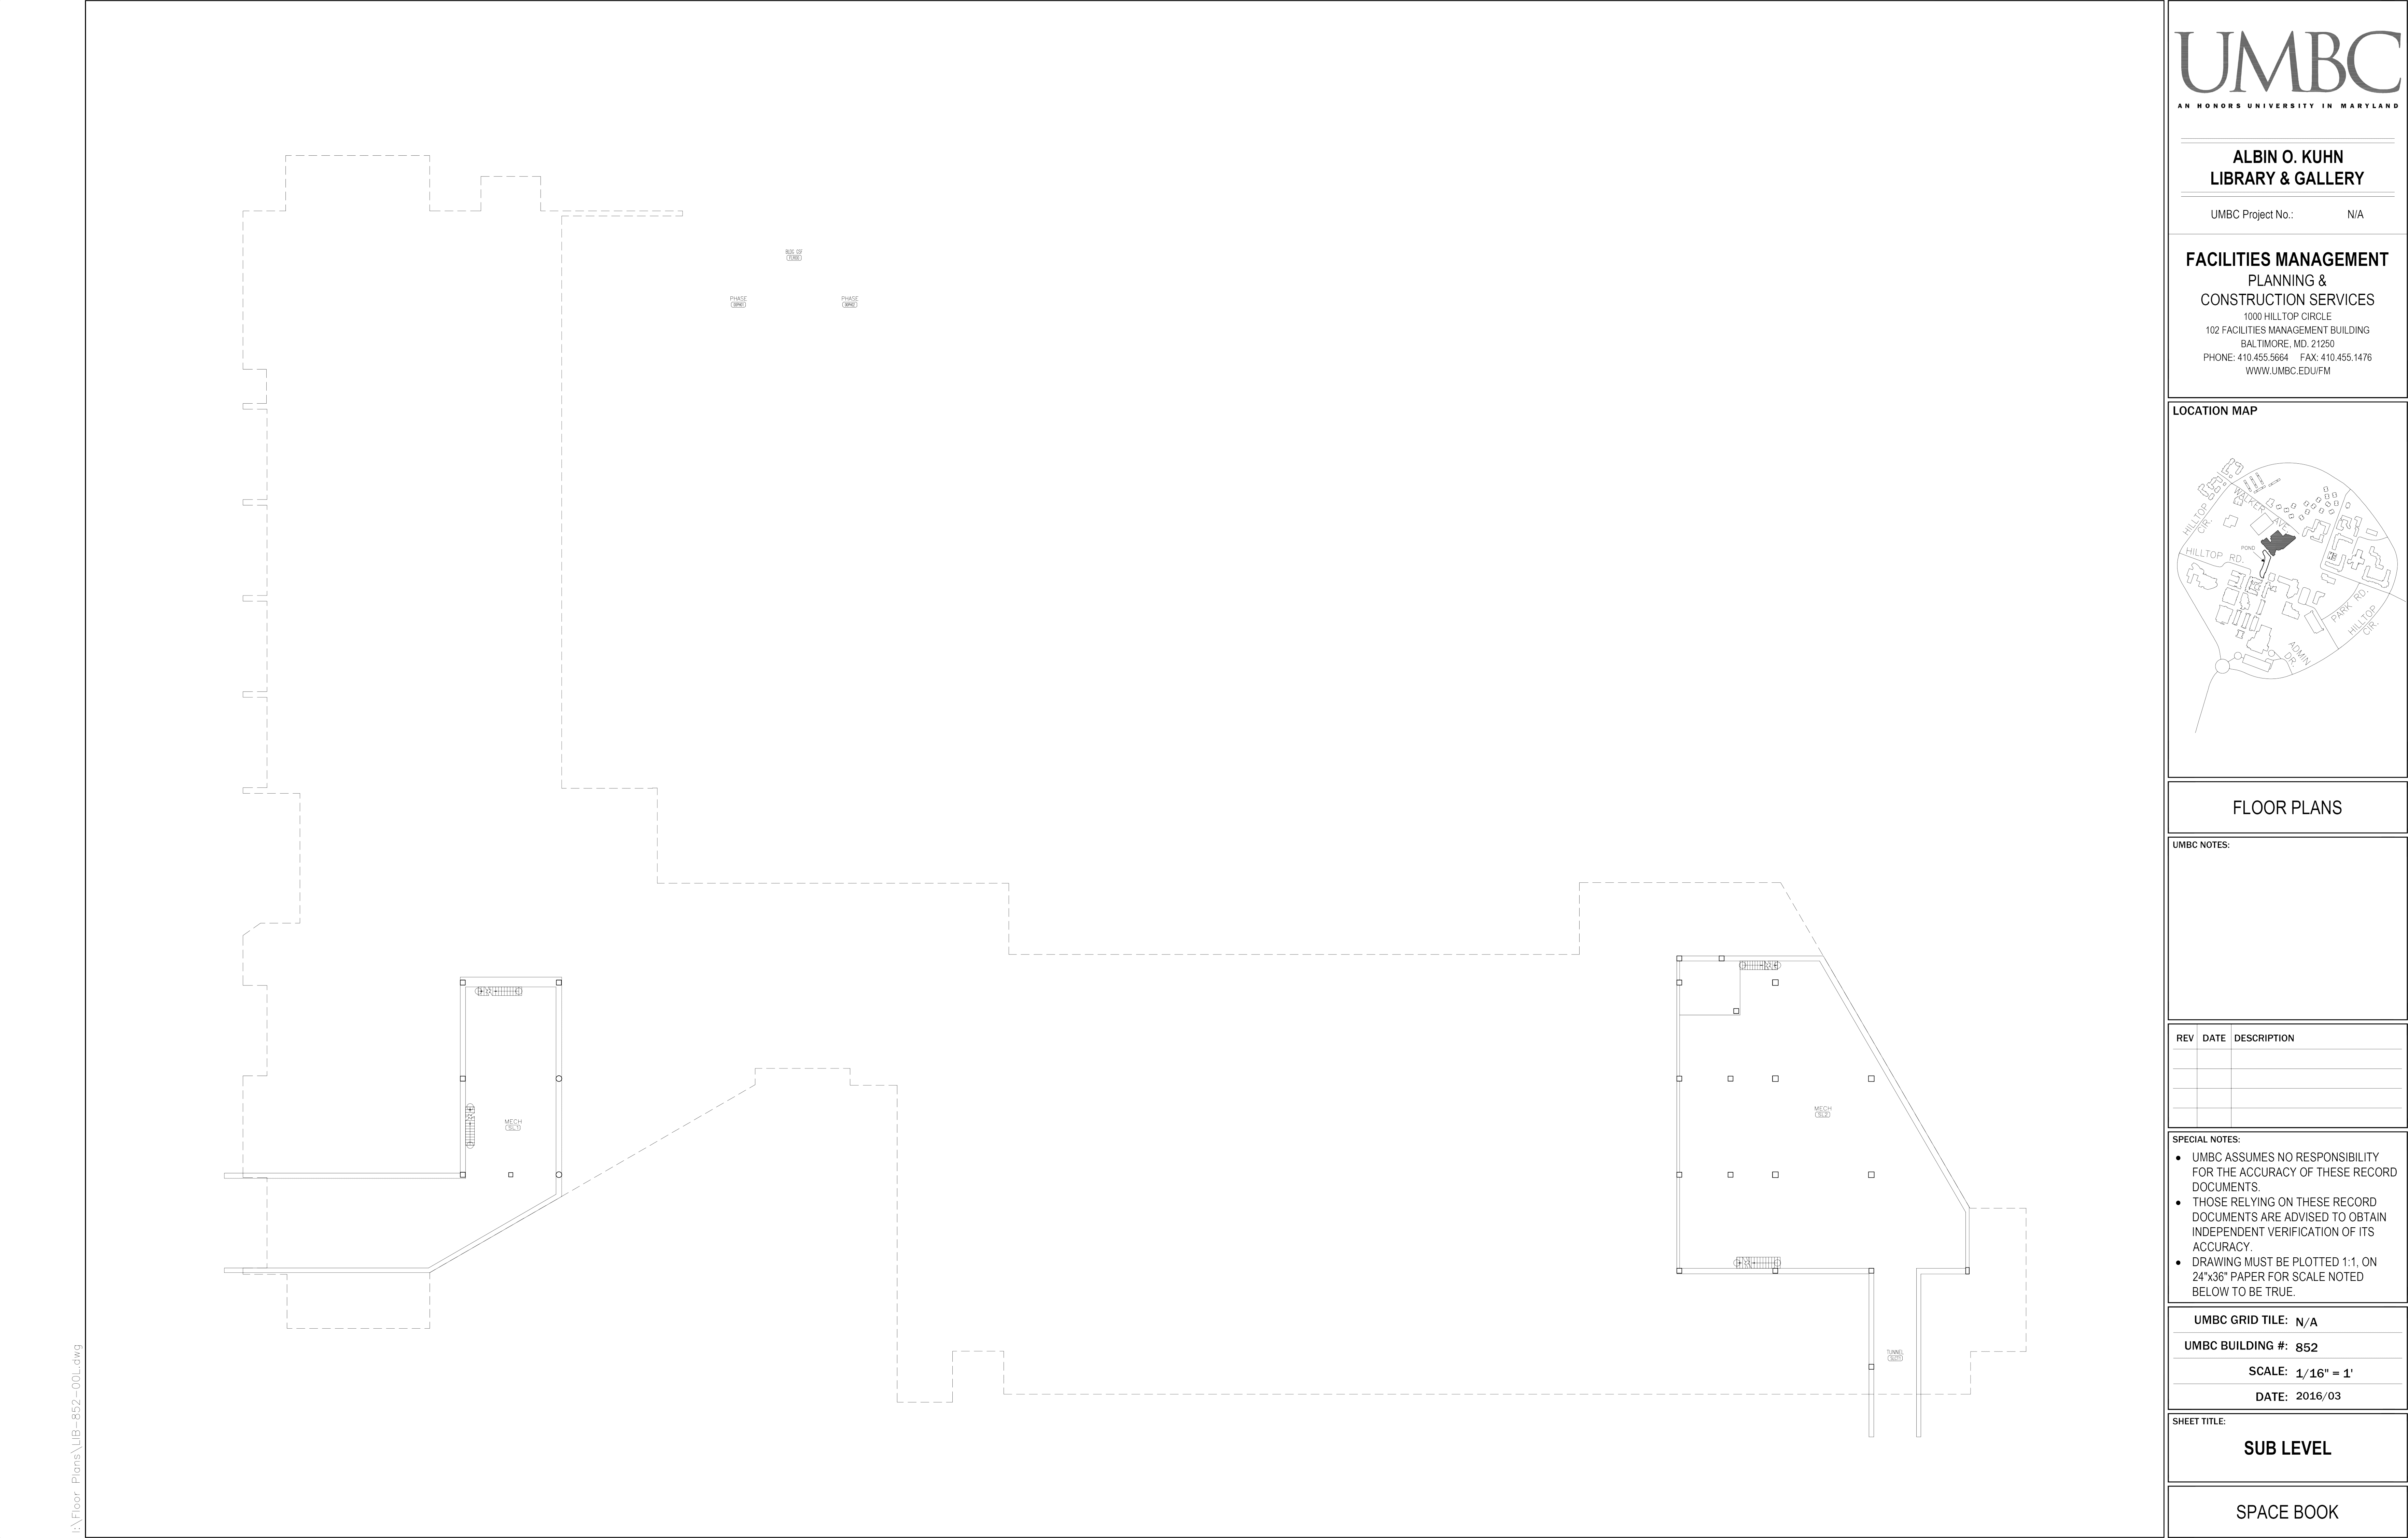 BLDG GSF
FLRSS
PHASE
PHASE
MECH
SL1
MECH
SL2
TUNNEL
SLCT1
I:\Floor Plans\LIB-852-00L.dwg
UMBC
AN HONORS UNIVERSITY IN MARYLAND
ALBIN O. KUHN
LIBRARY & GALLERY
UMBC Project No.: N/A
FACILITIES MANAGEMENT
PLANNING &
CONSTRUCTION SERVICES
1000 HILLTOP CIRCLE
102 FACILITIES MANAGEMENT BUILDING
BALTIMORE, MD. 21250
PHONE: 410.455.5664 FAX: 410.455.1476
WWW.UMBC.EDU/FM
LOCATION MAP
WALKER AVE.
HILLTOP
CIR.
POND
HILLTOP RD.
PARK RD.
HILLTOP
CIR.
ADMIN
DR.
FLOOR PLANS
UMBC NOTES:
REV DATE DESCRIPTION
SPECIAL NOTES:
● UMBC ASSUMES NO RESPONSIBILITY
FOR THE ACCURACY OF THESE RECORD
DOCUMENTS.
● THOSE RELYING ON THESE RECORD
DOCUMENTS ARE ADVISED TO OBTAIN
INDEPENDENT VERIFICATION OF ITS
ACCURACY.
● DRAWING MUST BE PLOTTED 1:1, ON
24"x36" PAPER FOR SCALE NOTED
BELOW TO BE TRUE.
UMBC GRID TILE: N/A
UMBC BUILDING #: 852
SCALE: 1/16" = 1'
DATE: 2016/03
SHEET TITLE:
SUB LEVEL
SPACE BOOK